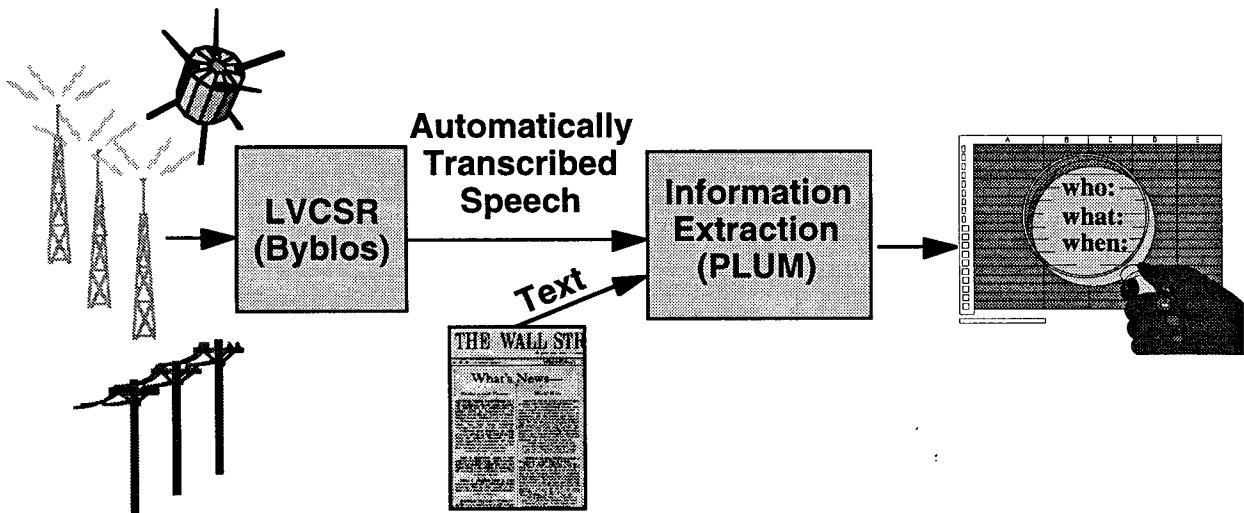 Automatically
Transcribed
Speech
LVCSR
(Byblos)
Information
Extraction
(PLUM)
Text
THE WALL STR
What's News—
A B C D E
who:
what:
when: